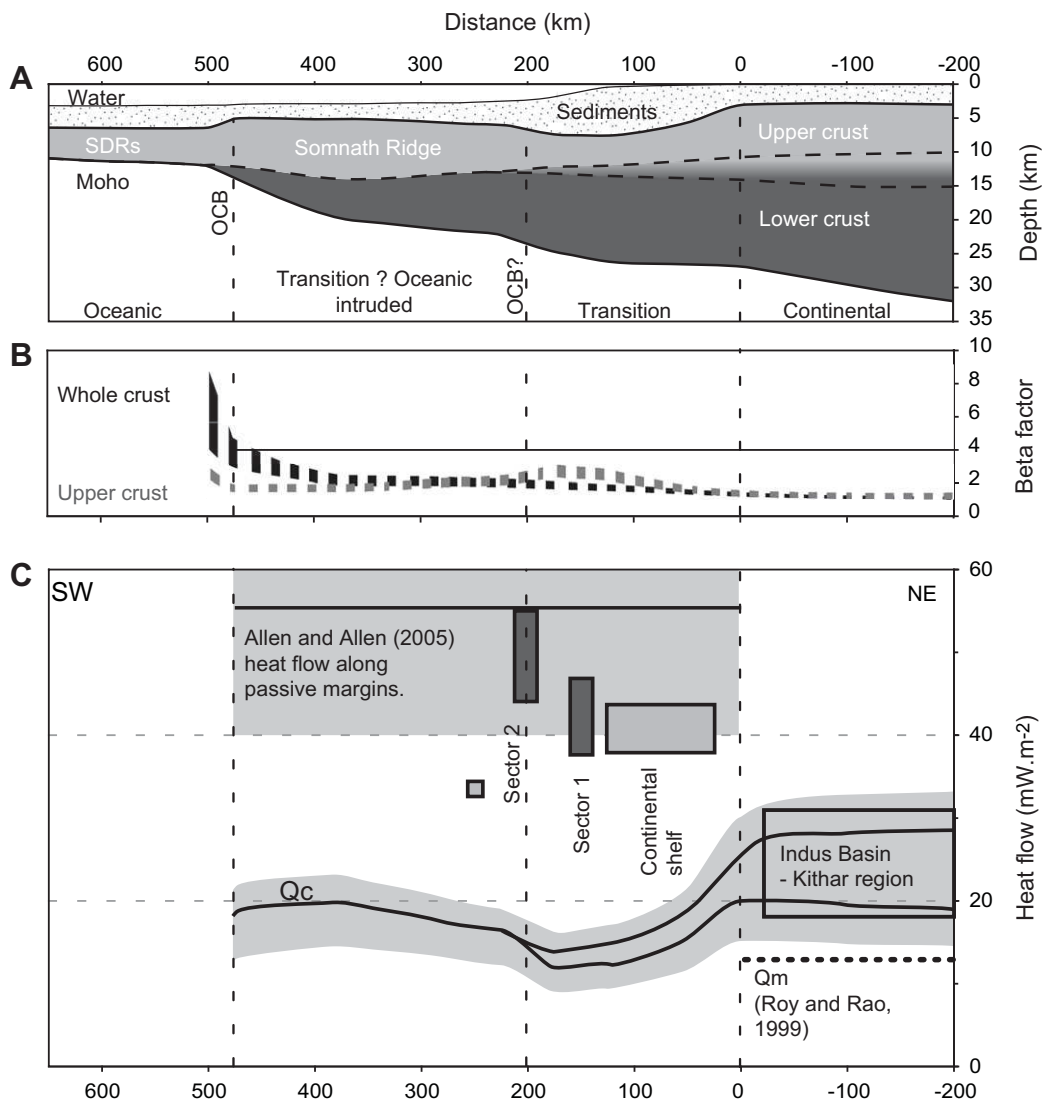 Distance (km)
A
600 500 400 300 200 100 0 -100 -200
Water
Sediments
SDRs
Somnath Ridge
Upper crust
Moho
Lower crust
OCB
OCB?
Transition ? Oceanic
intruded
Oceanic
Transition
Continental
0
5
10
15
20
25
30
35
Depth (km)
B
Whole crust
Upper crust
10
8
6
4
2
0
Beta factor
C
SW
NE
Allen and Allen (2005)
heat flow along
passive margins.
Sector 2
Sector 1
Continental
shelf
Qc
Indus Basin
- Kithar region
Qm
(Roy and Rao,
1999)
60
40
20
0
Heat flow (mW.m-2)
600 500 400 300 200 100 0 -100 -200